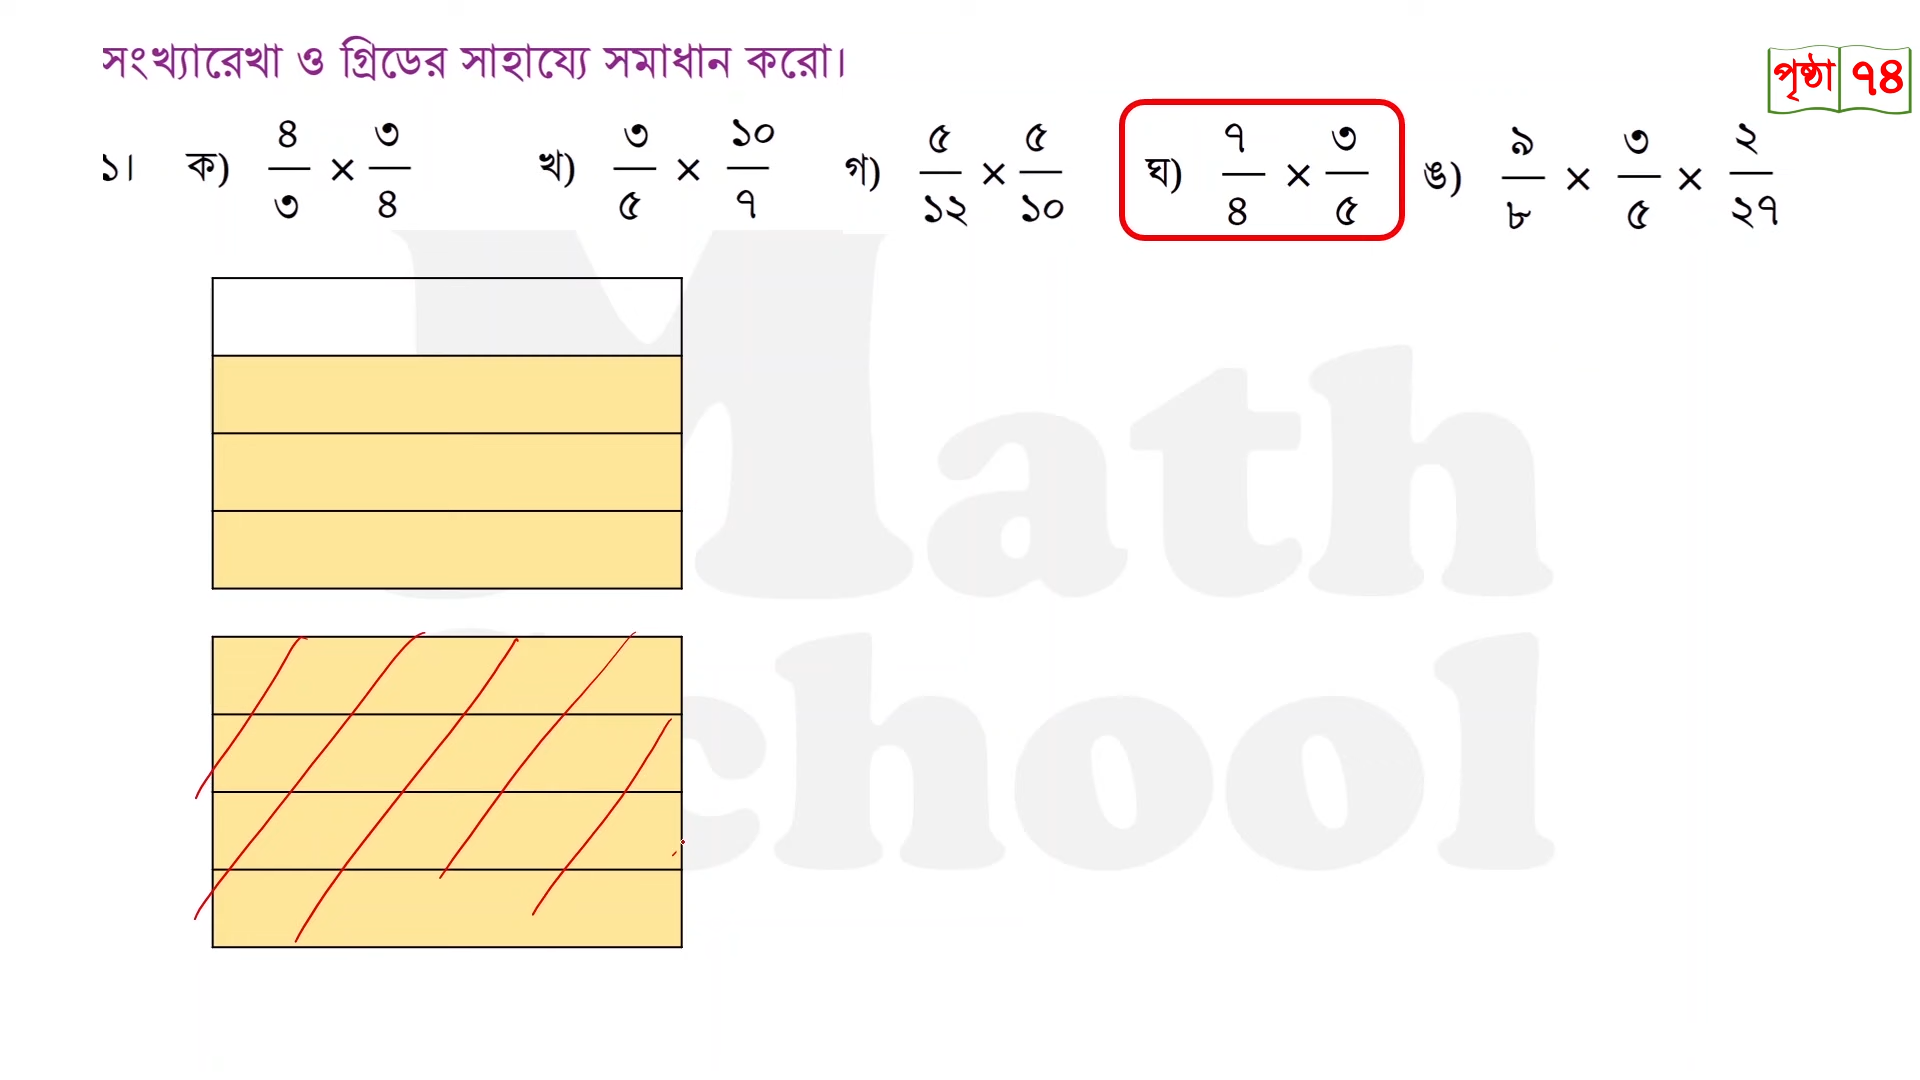 সংখ্যারেখা ও গ্রিডের সাহায্যে সমাধান করো।
পৃষ্ঠা ৭৪
১। ক) ৪/৩ × ৩/৪ খ) ৩/৫ × ১০/৭ গ) ৫/১২ × ৫/১০ ঘ) ৭/৪ × ৩/৫ ঙ) ৯/৮ × ৩/৫ × ২/২৭
Math
School